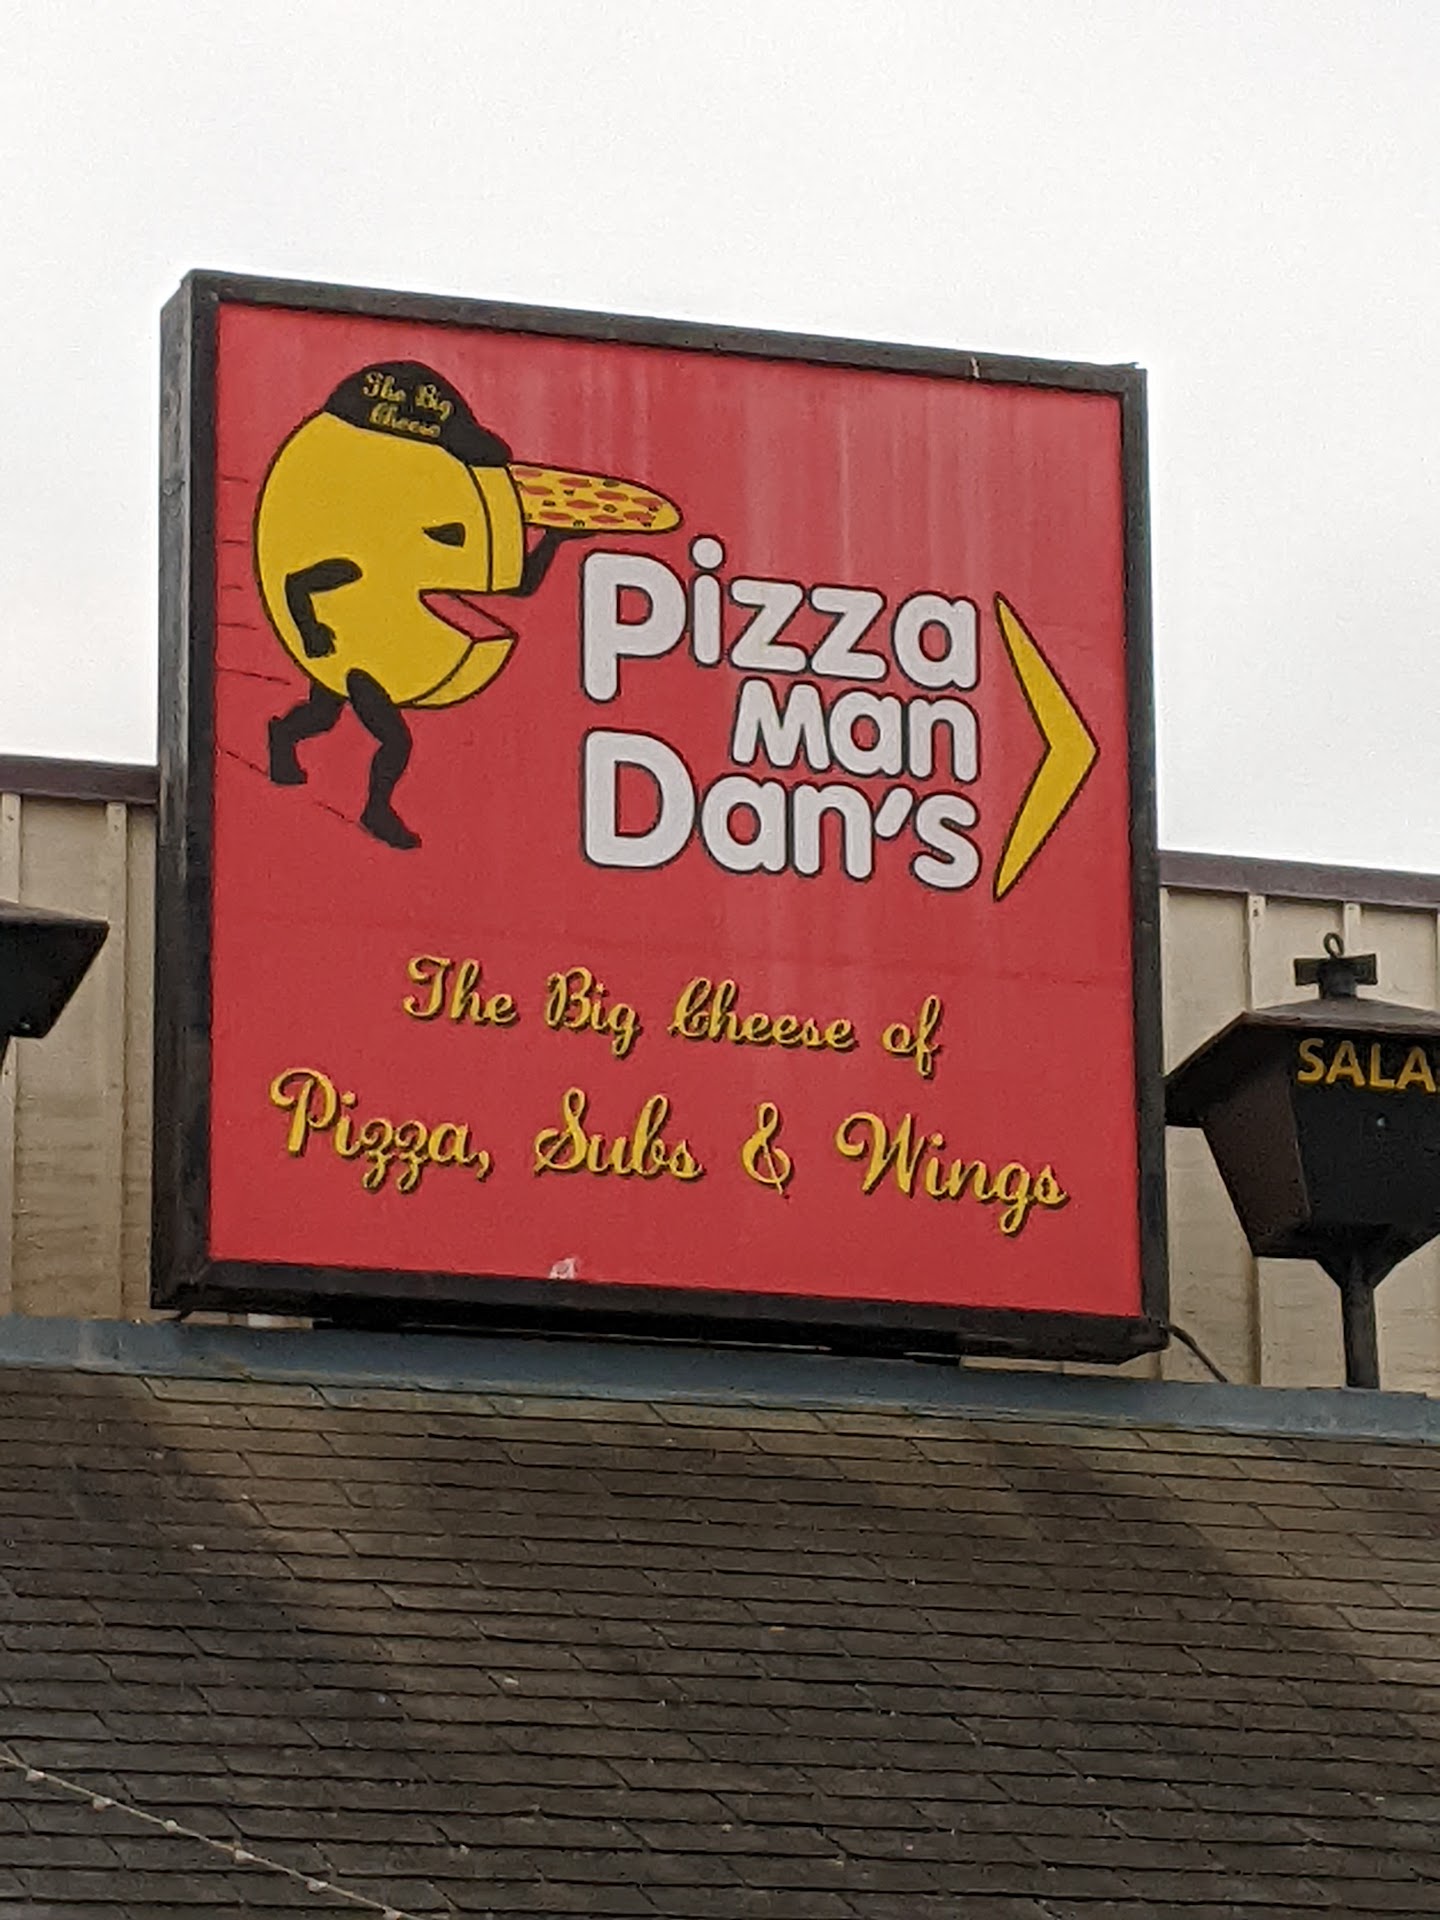 The Big
Cheese
Pizza
Man
Dan's
The Big Cheese of
Pizza, Subs & Wings
SALA